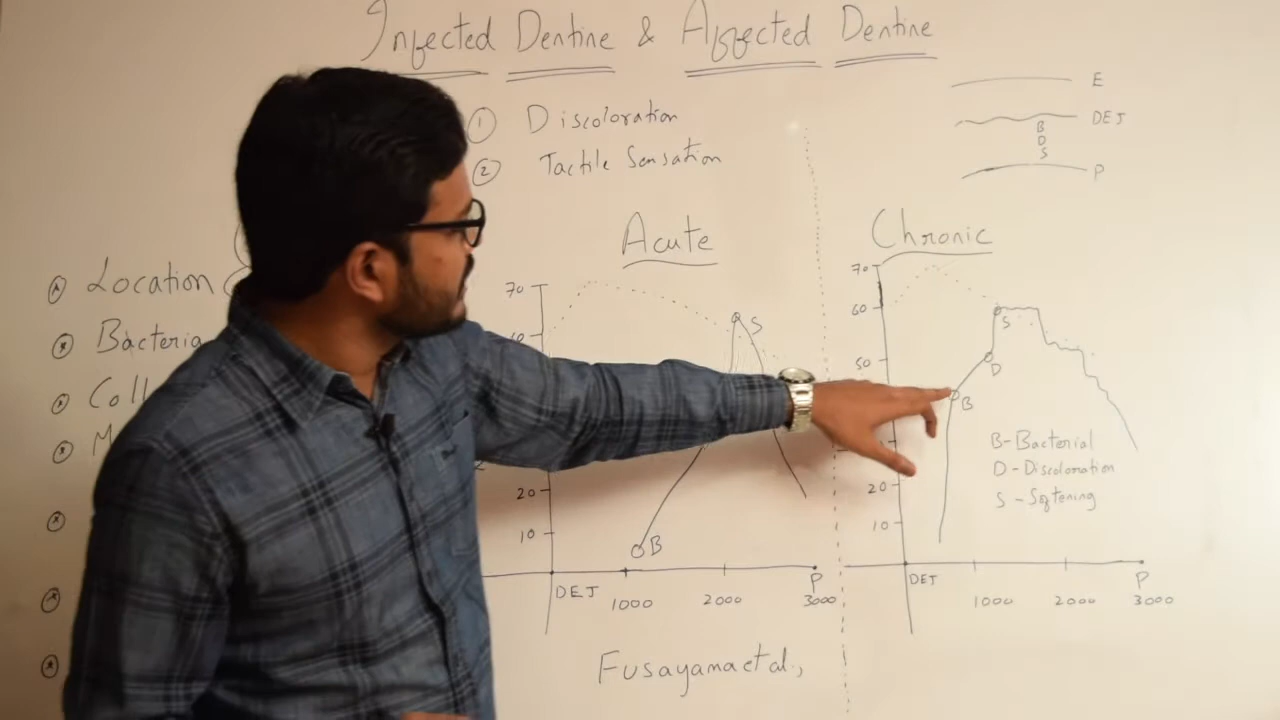 Infected Dentine & Affected Dentine
① Discoloration
② Tactile Sensation
E
DEJ
B
D
S
P
Location
Bacteria
Coll
M
Acute
70
20
10
B
S
DEJ
1000
2000
P
3000
Chronic
70
60
50
20
10
S
D
B
B-Bacterial
D-Discoloration
S-Softening
DEJ
1000
2000
P
3000
Fusayama et al.,